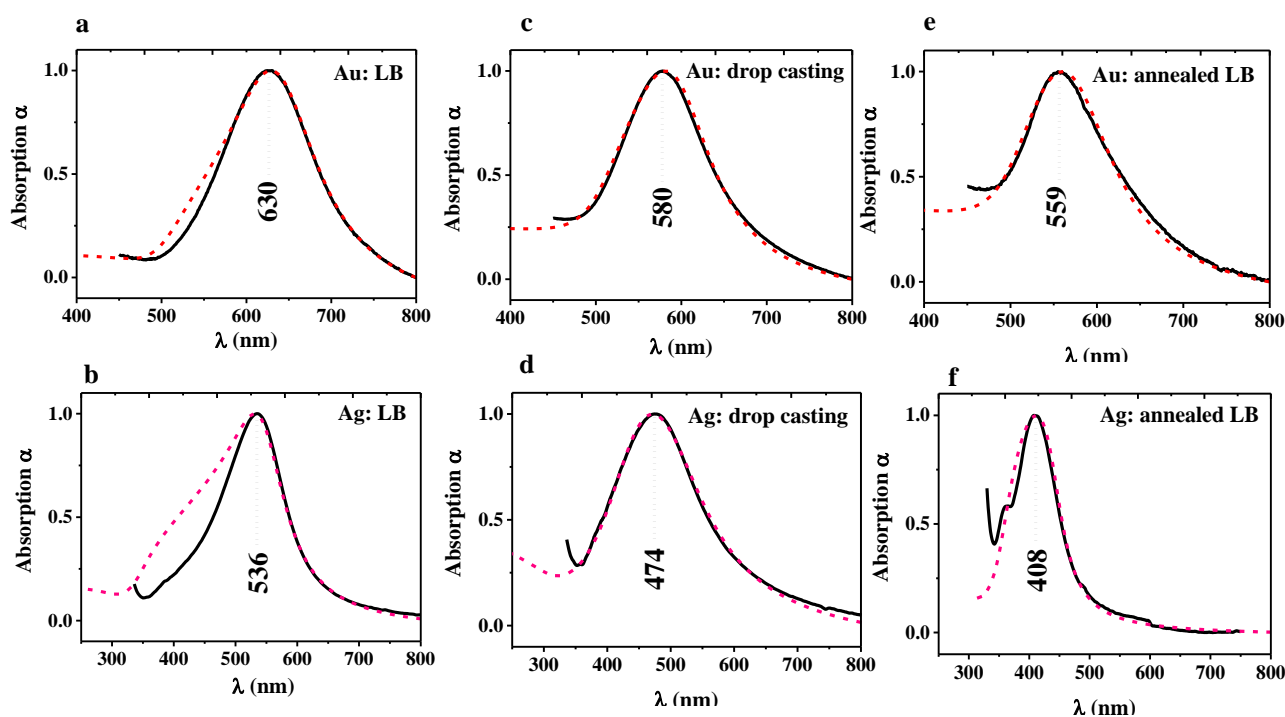 a
Au: LB
Absorption α
1.0
0.5
0.0
630
400 500 600 700 800
λ (nm)
c
Au: drop casting
Absorption α
1.0
0.5
0.0
580
400 500 600 700 800
λ (nm)
e
Au: annealed LB
Absorption α
1.0
0.5
0.0
559
400 500 600 700 800
λ (nm)
b
Ag: LB
Absorption α
1.0
0.5
0.0
536
300 400 500 600 700 800
λ (nm)
d
Ag: drop casting
Absorption α
1.0
0.5
0.0
474
300 400 500 600 700 800
λ (nm)
f
Ag: annealed LB
Absorption α
1.0
0.5
0.0
408
300 400 500 600 700 800
λ (nm)